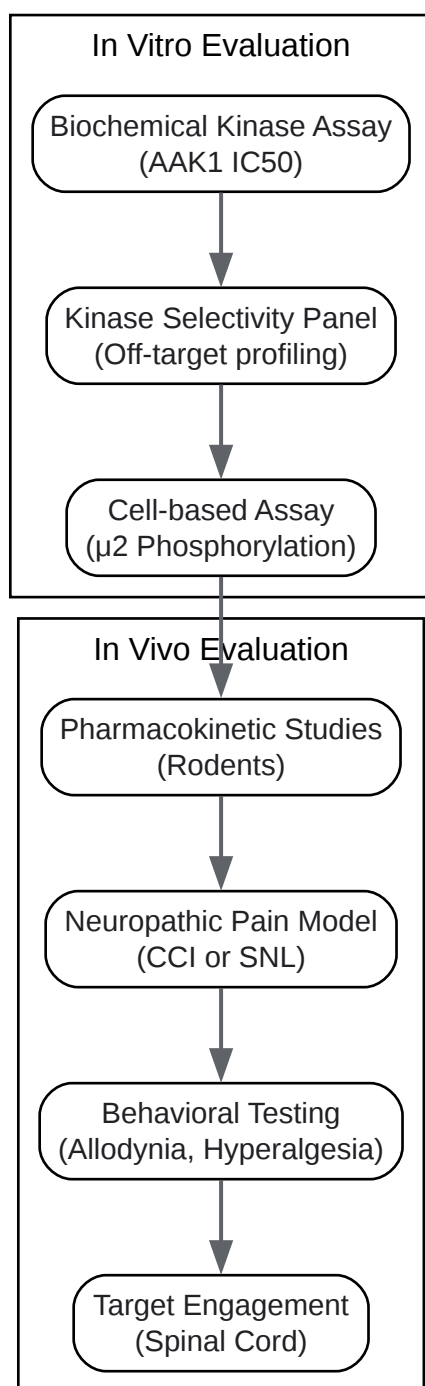 In Vitro Evaluation
Biochemical Kinase Assay
(AAK1 IC50)
Kinase Selectivity Panel
(Off-target profiling)
Cell-based Assay
(μ2 Phosphorylation)
In Vivo Evaluation
Pharmacokinetic Studies
(Rodents)
Neuropathic Pain Model
(CCI or SNL)
Behavioral Testing
(Allodynia, Hyperalgesia)
Target Engagement
(Spinal Cord)